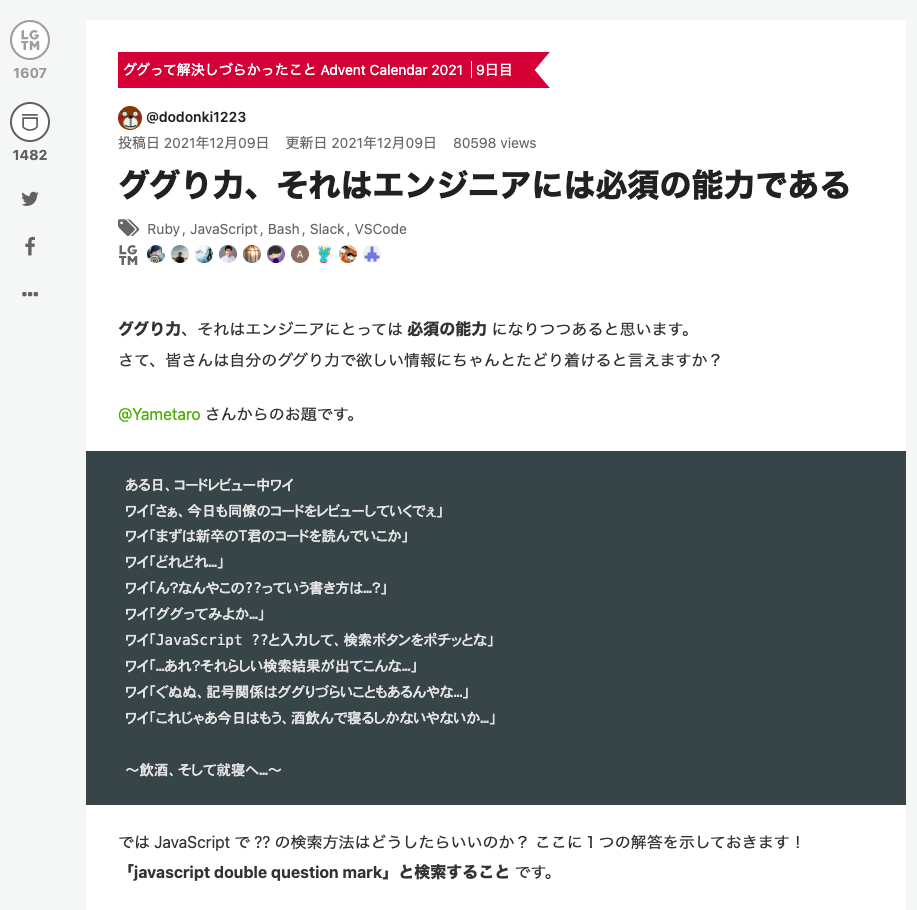 LGTM
1607
1482
ググって解決しづらかったこと Advent Calendar 2021 | 9日目
@dodonki1223
投稿日 2021年12月09日 更新日 2021年12月09日 80598 views
ググり力、それはエンジニアには必須の能力である
Ruby, JavaScript, Bash, Slack, VSCode
LGTM A
ググり力、それはエンジニアにとっては 必須の能力 になりつつあると思います。
さて、皆さんは自分のググり力で欲しい情報にちゃんとたどり着けると言えますか？
@Yametaro さんからのお題です。
ある日、コードレビュー中ワイ
ワイ「さぁ、今日も同僚のコードをレビューしていくでぇ」
ワイ「まずは新卒のT君のコードを読んでいこか」
ワイ「どれどれ…」
ワイ「ん?なんやこの??っていう書き方は…?」
ワイ「ググってみよか…」
ワイ「JavaScript ??と入力して、検索ボタンをポチッとな」
ワイ「…あれ?それらしい検索結果が出てこんな…」
ワイ「ぐぬぬ、記号関係はググりづらいこともあるんやな…」
ワイ「これじゃあ今日はもう、酒飲んで寝るしかないやないか…」
〜飲酒、そして就寝へ…〜
では JavaScript で ?? の検索方法はどうしたらいいのか？ ここに 1 つの解答を示しておきます！
「javascript double question mark」と検索すること です。